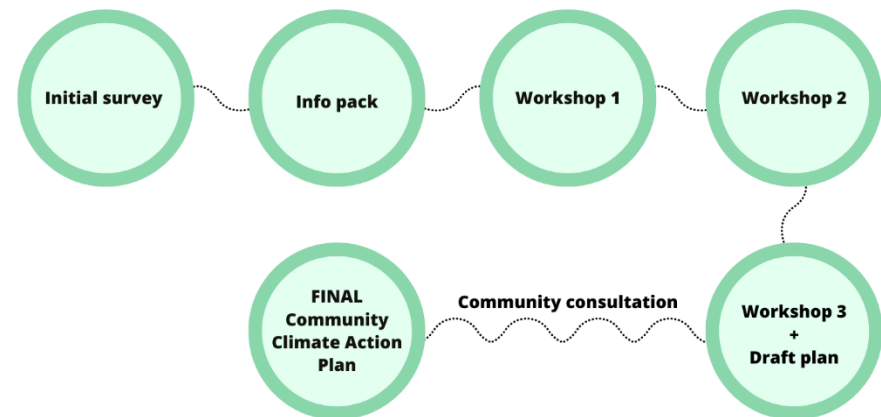 Initial survey
Info pack
Workshop 1
Workshop 2
FINAL
Community
Climate Action
Plan
Community consultation
Workshop 3
+
Draft plan